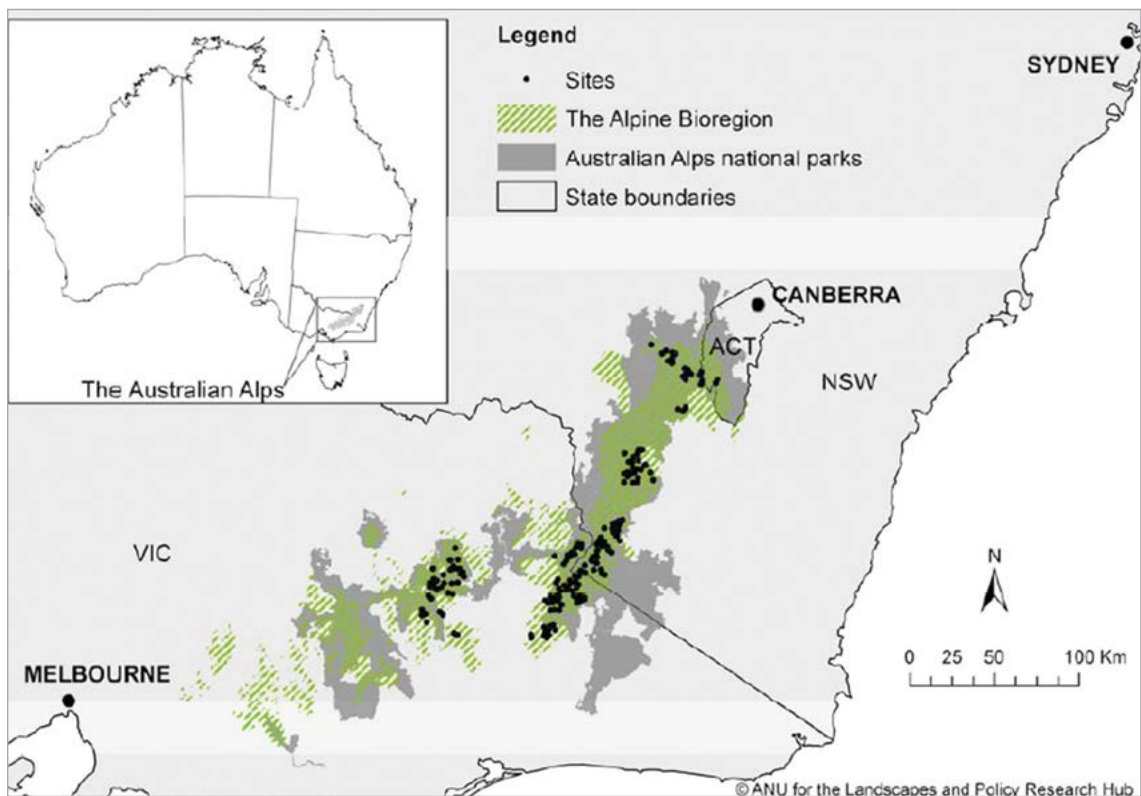 Legend
Sites
The Alpine Bioregion
Australian Alps national parks
State boundaries
SYDNEY
The Australian Alps
CANBERRA
ACT
NSW
VIC
N
MELBOURNE
0 25 50 100 Km
© ANU for the Landscapes and Policy Research Hub